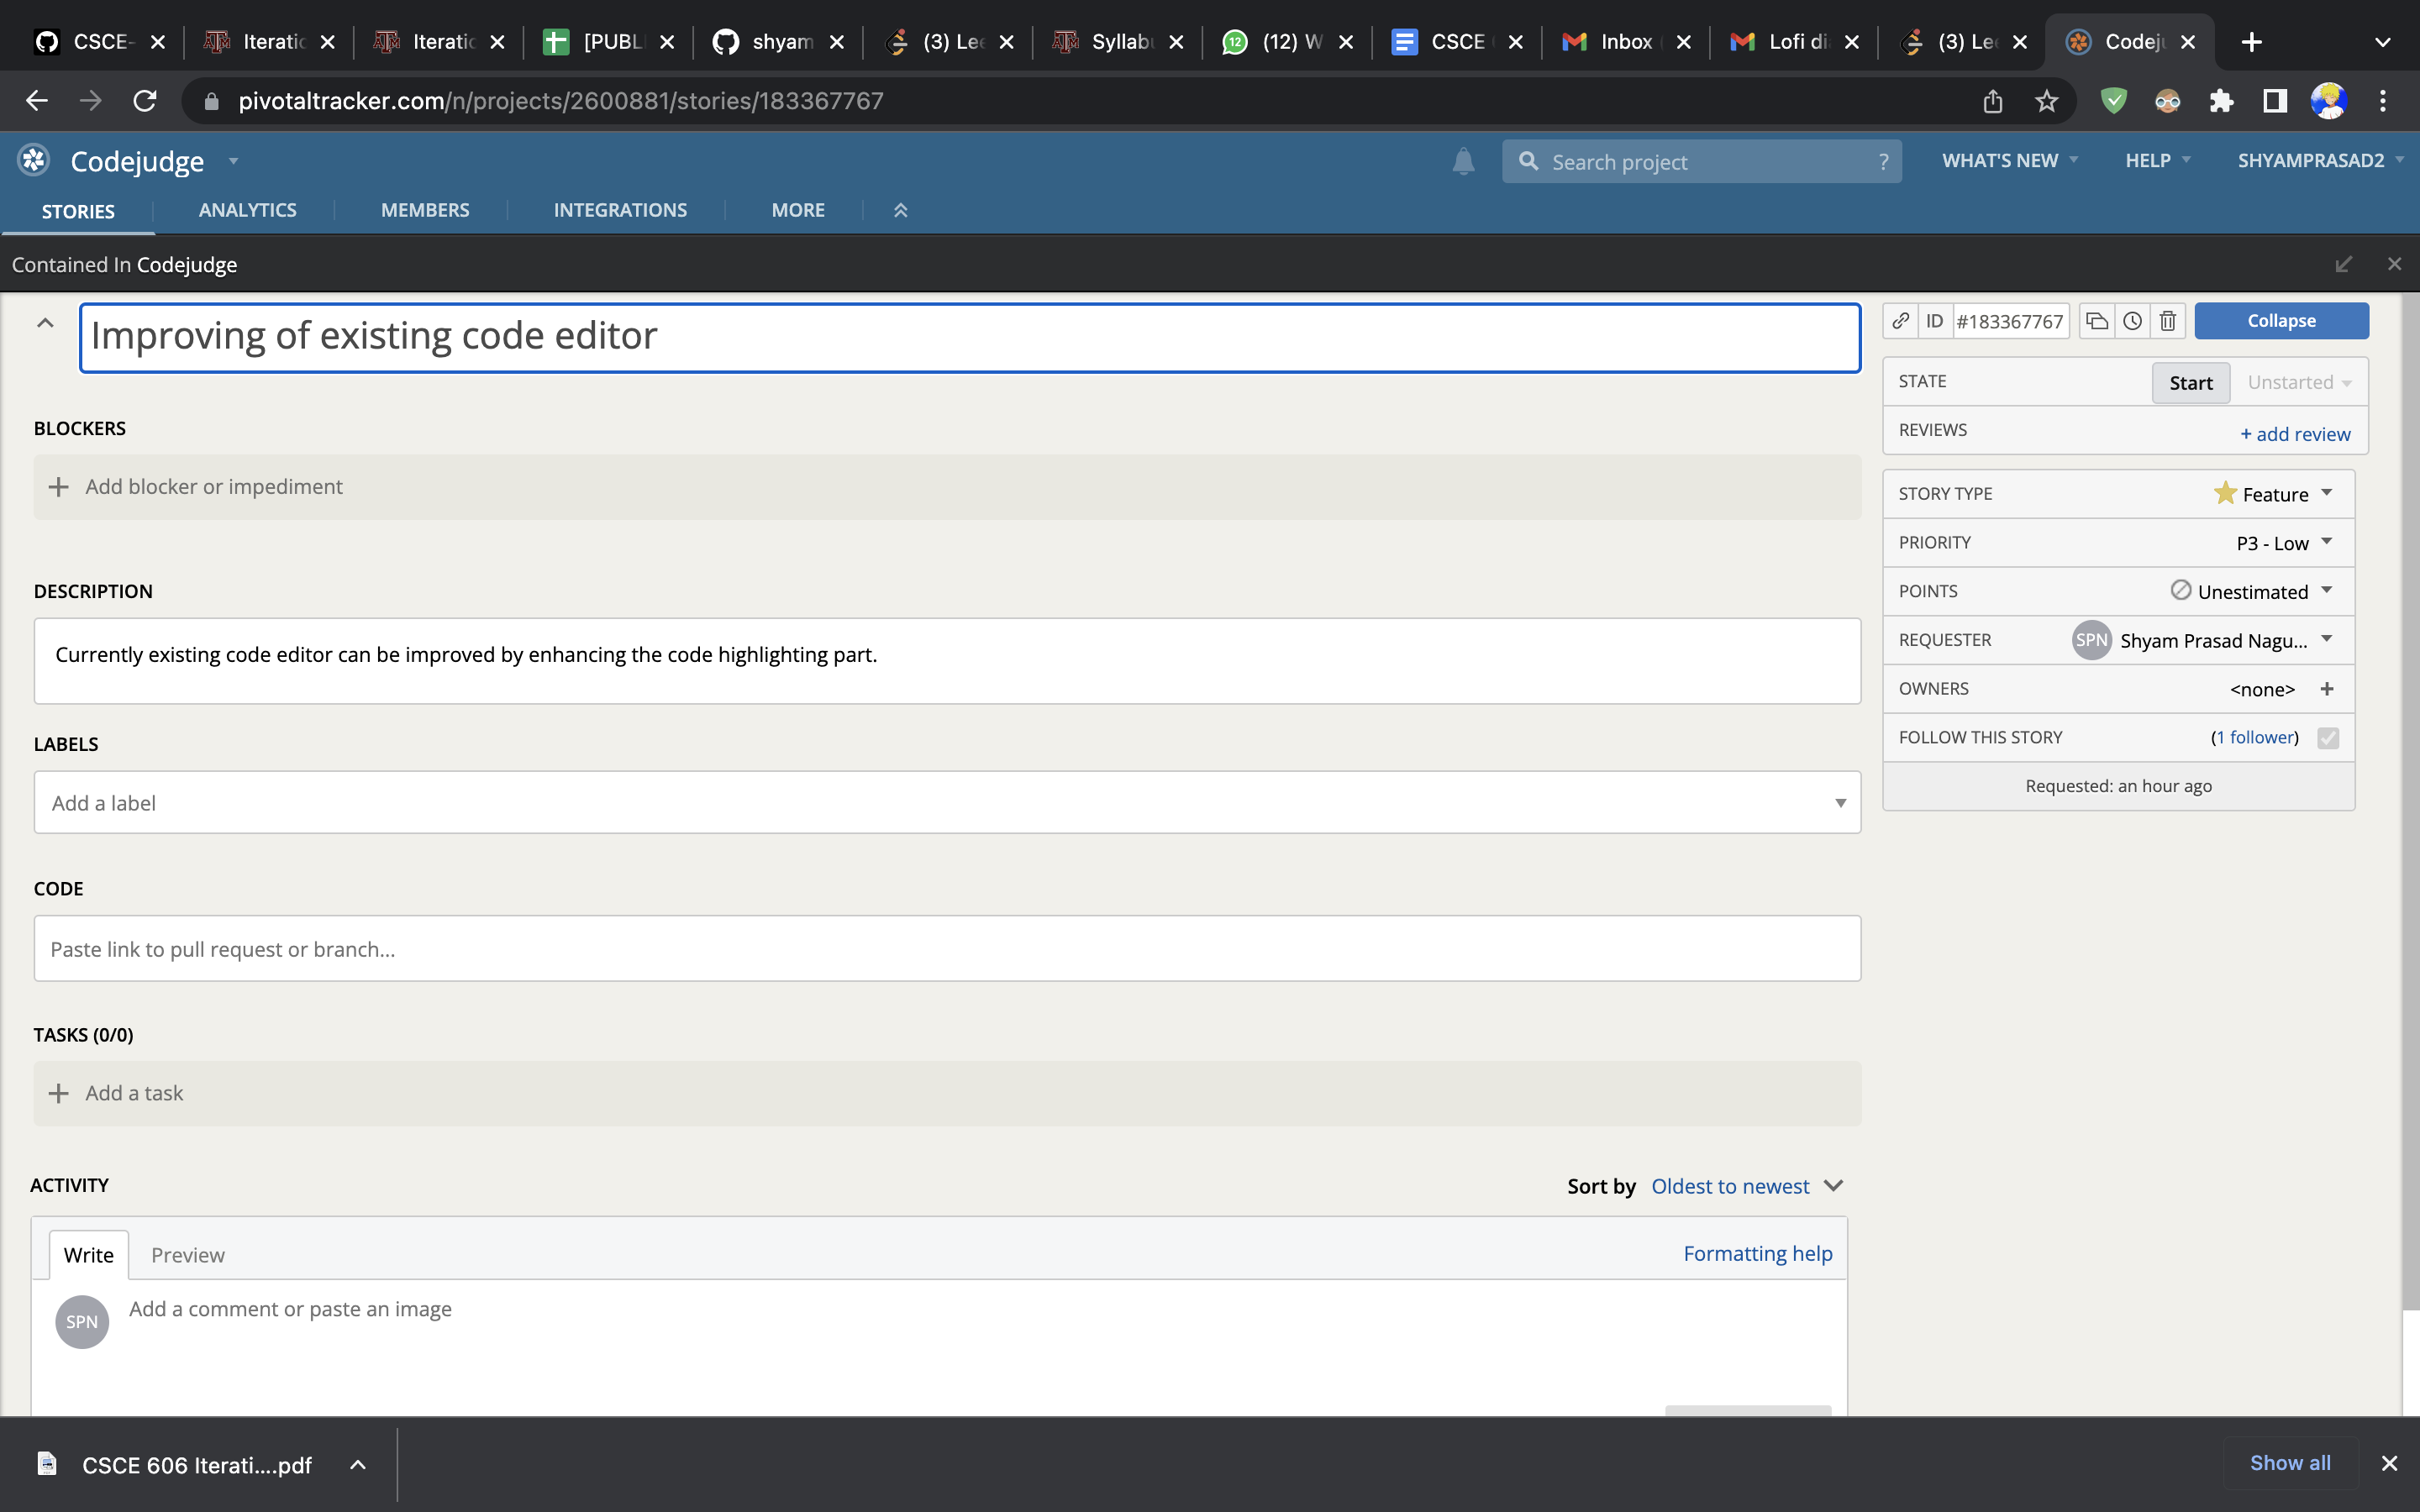 CSCE-
Iteratio
Iteratio
[PUBL
shyam
(3) Lee
Syllabu
12
(12) W
CSCE
Inbox
Lofi di
(3) Lee
Codeju
pivotaltracker.com/n/projects/2600881/stories/183367767
Codejudge
Search project
?
WHAT'S NEW
HELP
SHYAMPRASAD2
STORIES
ANALYTICS
MEMBERS
INTEGRATIONS
MORE
Contained In Codejudge
Improving of existing code editor
ID
#183367767
Collapse
STATE
Start
Unstarted
REVIEWS
+ add review
BLOCKERS
Add blocker or impediment
STORY TYPE
Feature
PRIORITY
P3 - Low
POINTS
Unestimated
REQUESTER
SPN
Shyam Prasad Nagu...
OWNERS
<none>
FOLLOW THIS STORY
(1 follower)
Requested: an hour ago
DESCRIPTION
Currently existing code editor can be improved by enhancing the code highlighting part.
LABELS
Add a label
CODE
Paste link to pull request or branch...
TASKS (0/0)
Add a task
ACTIVITY
Sort by
Oldest to newest
Write
Preview
Formatting help
SPN
Add a comment or paste an image
CSCE 606 Iterati....pdf
Show all